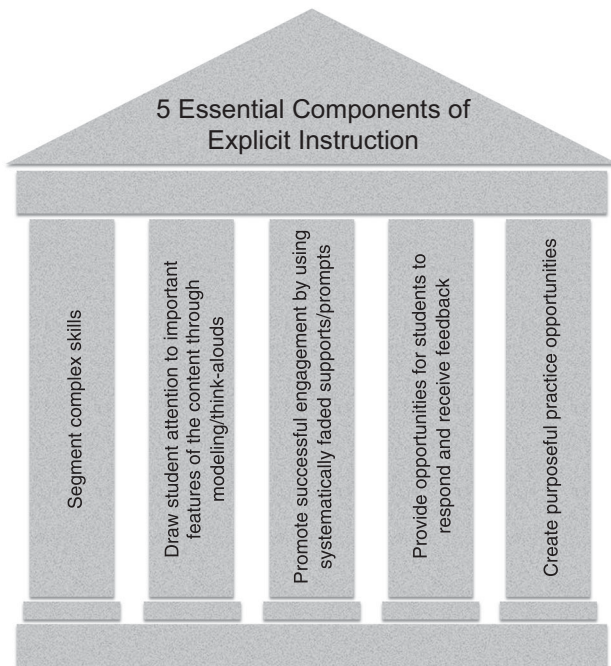 5 Essential Components of
Explicit Instruction
Segment complex skills
Draw student attention to important
features of the content through
modeling/think-alouds
Promote successful engagement by using
systematically faded supports/prompts
Provide opportunities for students to
respond and receive feedback
Create purposeful practice opportunities